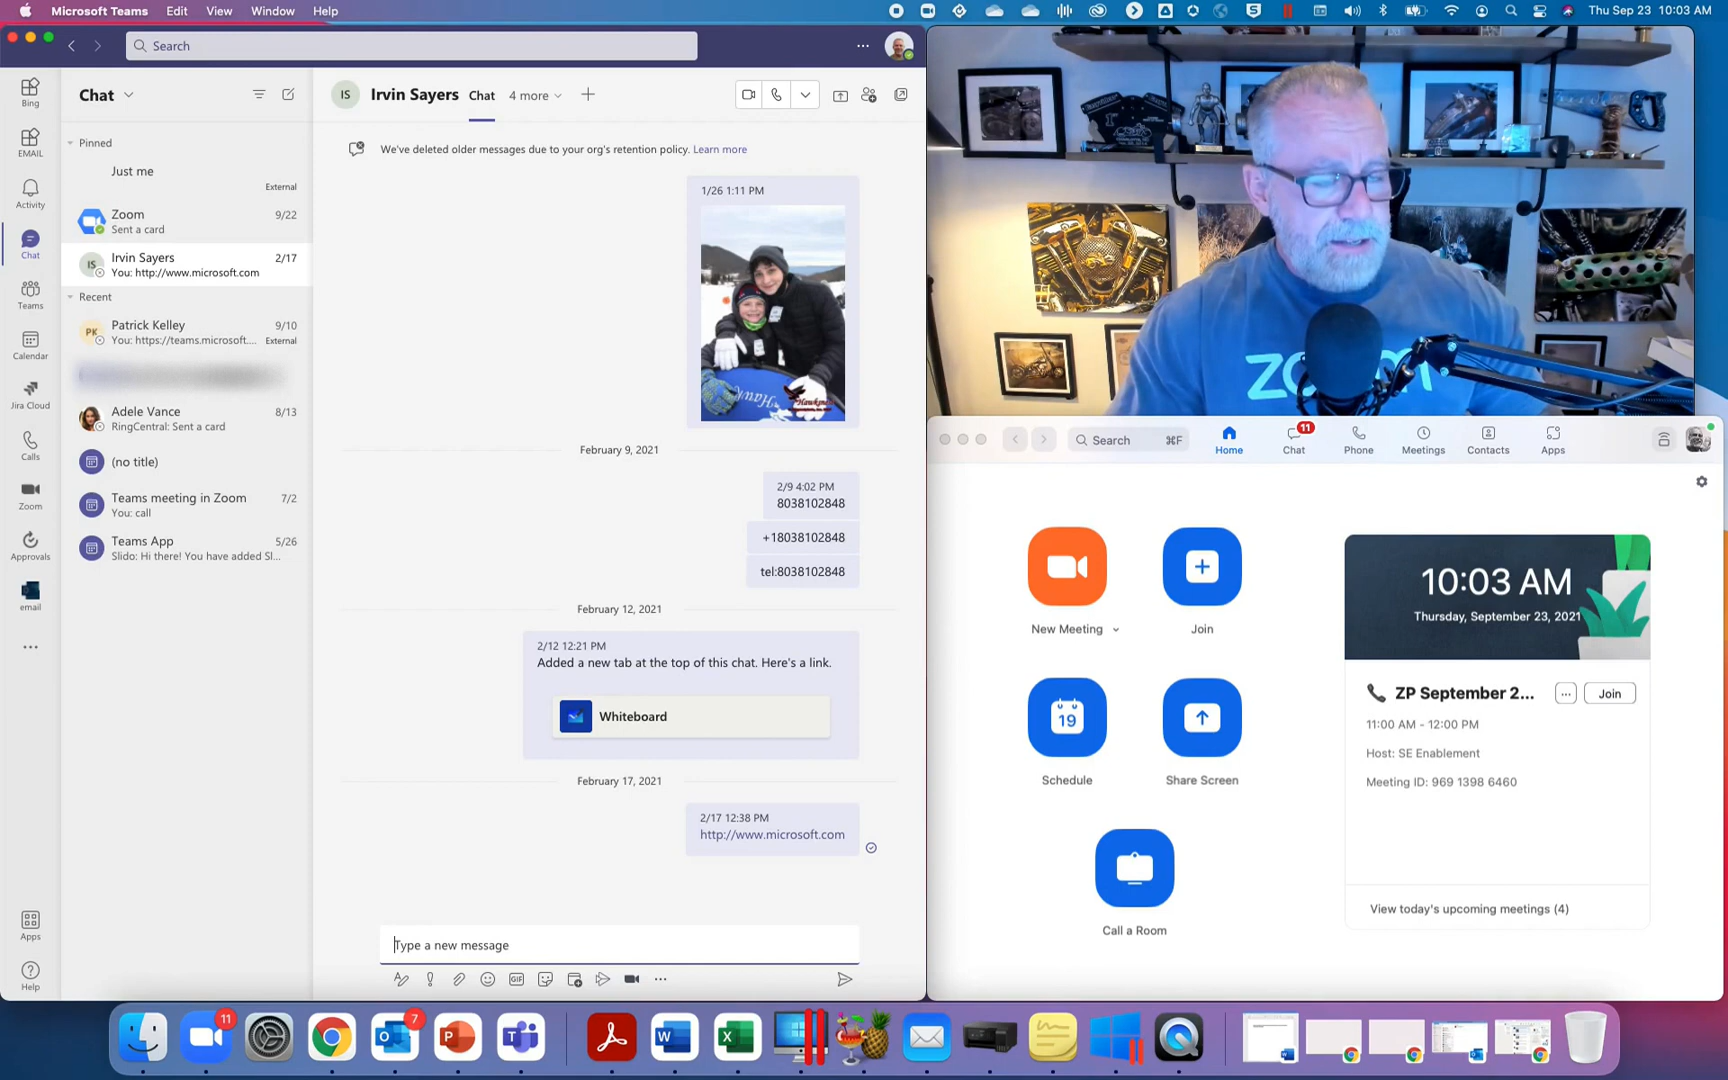 Microsoft Teams Edit View Window Help
Thu Sep 23 10:03 AM
Search
Bing
EMAIL
Activity
Chat
Teams
Calendar
Jira Cloud
Calls
Zoom
Approvals
email
Apps
Help
Chat
Pinned
Just me
External
Zoom 9/22
Sent a card
IS Irvin Sayers 2/17
You: http://www.microsoft.com
Recent
PK Patrick Kelley 9/10
You: https://teams.microsoft.... External
Adele Vance 8/13
RingCentral: Sent a card
(no title)
Teams meeting in Zoom 7/2
You: call
Teams App 5/26
Slido: Hi there! You have added Sl...
IS Irvin Sayers Chat 4 more
We've deleted older messages due to your org's retention policy. Learn more
1/26 1:11 PM
February 9, 2021
2/9 4:02 PM
8038102848
+18038102848
tel:8038102848
February 12, 2021
2/12 12:21 PM
Added a new tab at the top of this chat. Here's a link.
Whiteboard
February 17, 2021
2/17 12:38 PM
http://www.microsoft.com
Type a new message
GIF
zoom
Search ⌘F
Home
11
Chat
Phone
Meetings
Contacts
Apps
New Meeting
Join
19
Schedule
Share Screen
Call a Room
10:03 AM
Thursday, September 23, 2021
ZP September 2... Join
11:00 AM - 12:00 PM
Host: SE Enablement
Meeting ID: 969 1398 6460
View today's upcoming meetings (4)
11
7